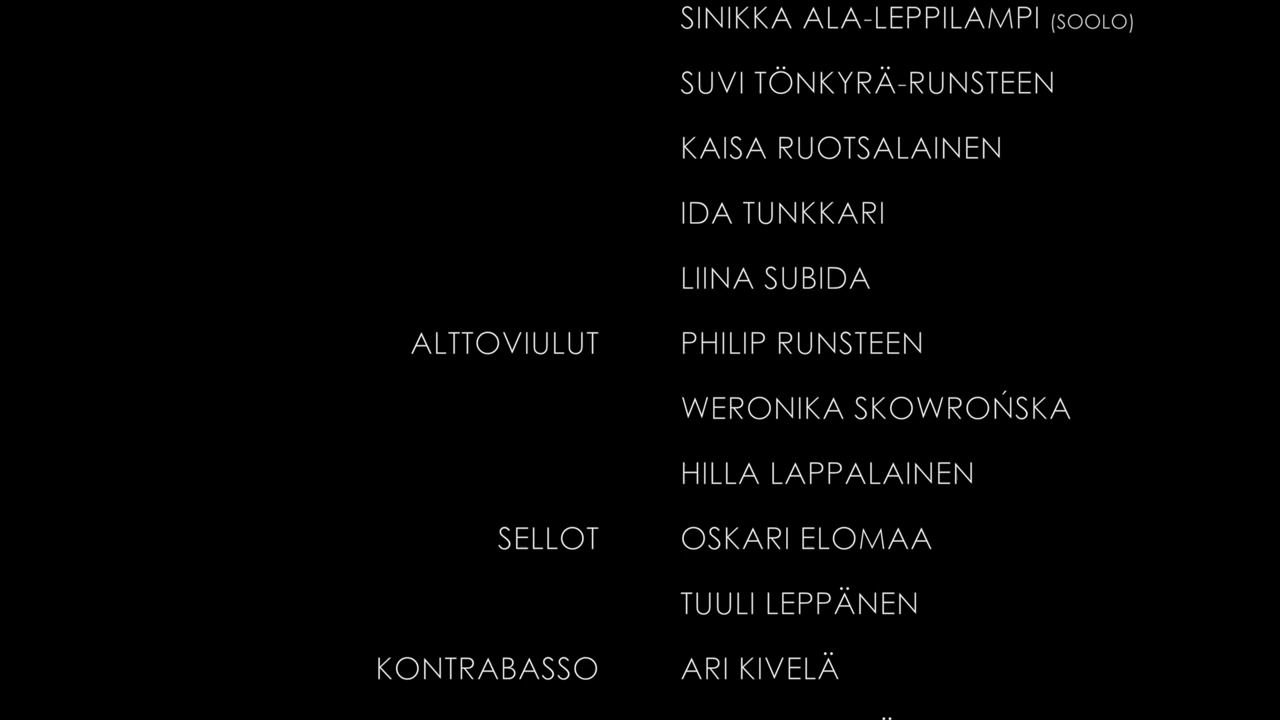 SINIKKA ALA-LEPPILAMPI (SOOLO)
SUVI TÖNKYRÄ-RUNSTEEN
KAISA RUOTSALAINEN
IDA TUNKKARI
LIINA SUBIDA
ALTTOVIULUT PHILIP RUNSTEEN
WERONIKA SKOWROŃSKA
HILLA LAPPALAINEN
SELLOT OSKARI ELOMAA
TUULI LEPPÄNEN
KONTRABASSO ARI KIVELÄ